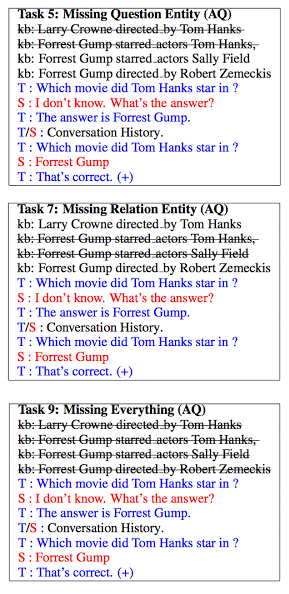 Task 5: Missing Question Entity (AQ)
kb: Larry Crowne directed_by Tom Hanks
kb: Forrest Gump starred_actors Tom Hanks,
kb: Forrest Gump starred_actors Sally Field
kb: Forrest Gump directed_by Robert Zemeckis
T : Which movie did Tom Hanks star in ?
S : I don't know. What's the answer?
T : The answer is Forrest Gump.
T/S : Conversation History.
T : Which movie did Tom Hanks star in ?
S : Forrest Gump
T : That's correct. (+)
Task 7: Missing Relation Entity (AQ)
kb: Larry Crowne directed_by Tom Hanks
kb: Forrest Gump starred_actors Tom Hanks,
kb: Forrest Gump starred_actors Sally Field
kb: Forrest Gump directed_by Robert Zemeckis
T : Which movie did Tom Hanks star in ?
S : I don't know. What's the answer?
T : The answer is Forrest Gump.
T/S : Conversation History.
T : Which movie did Tom Hanks star in ?
S : Forrest Gump
T : That's correct. (+)
Task 9: Missing Everything (AQ)
kb: Larry Crowne directed_by Tom Hanks
kb: Forrest Gump starred_actors Tom Hanks,
kb: Forrest Gump starred_actors Sally Field
kb: Forrest Gump directed_by Robert Zemeckis
T : Which movie did Tom Hanks star in ?
S : I don't know. What's the answer?
T : The answer is Forrest Gump.
T/S : Conversation History.
T : Which movie did Tom Hanks star in ?
S : Forrest Gump
T : That's correct. (+)